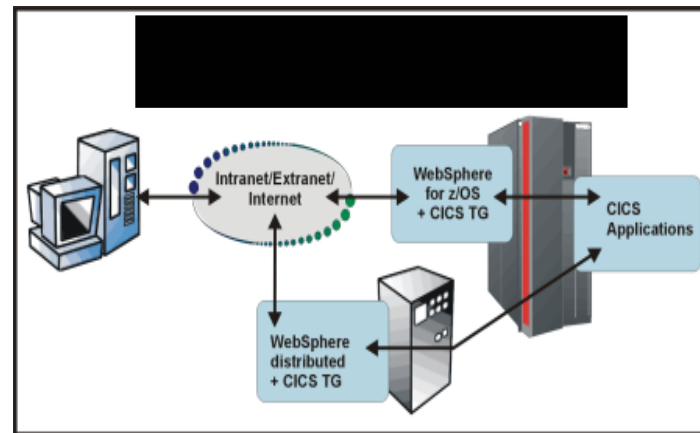 Intranet/Extranet/
Internet
WebSphere
for z/OS
+ CICS TG
CICS
Applications
WebSphere
distributed
+ CICS TG